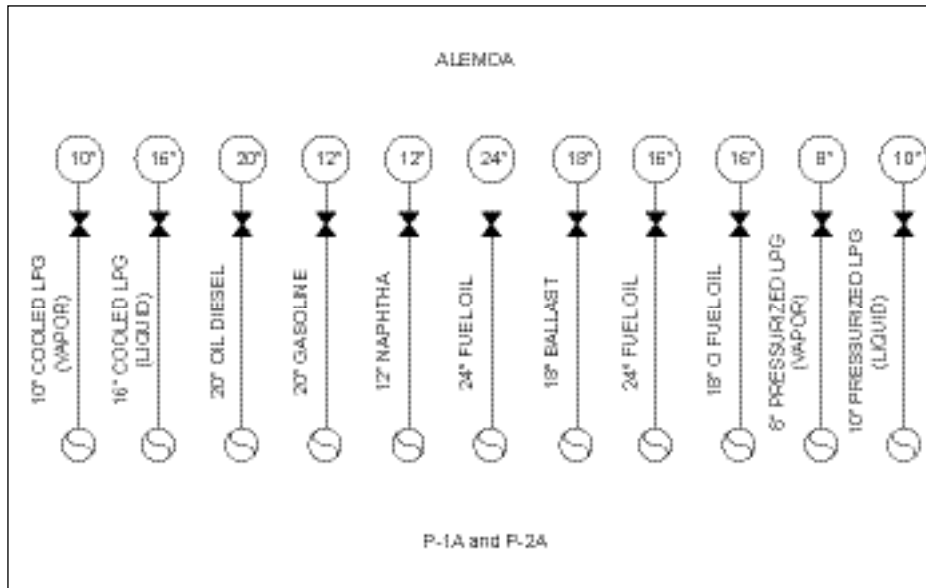 ALEMOA
10" 16" 20" 12" 12" 24" 18" 16" 16" 8" 10"
10" COOLED LPG
(VAPOR)
16" COOLED LPG
(LIQUID)
20" OIL DIESEL
20" GASOLINE
12" NAPHTHA
24" FUEL OIL
18" BALLAST
24" FUEL OIL
18" O FUEL OIL
8" PRESSURIZED LPG
(VAPOR)
10" PRESSURIZED LPG
(LIQUID)
P-1A and P-2A